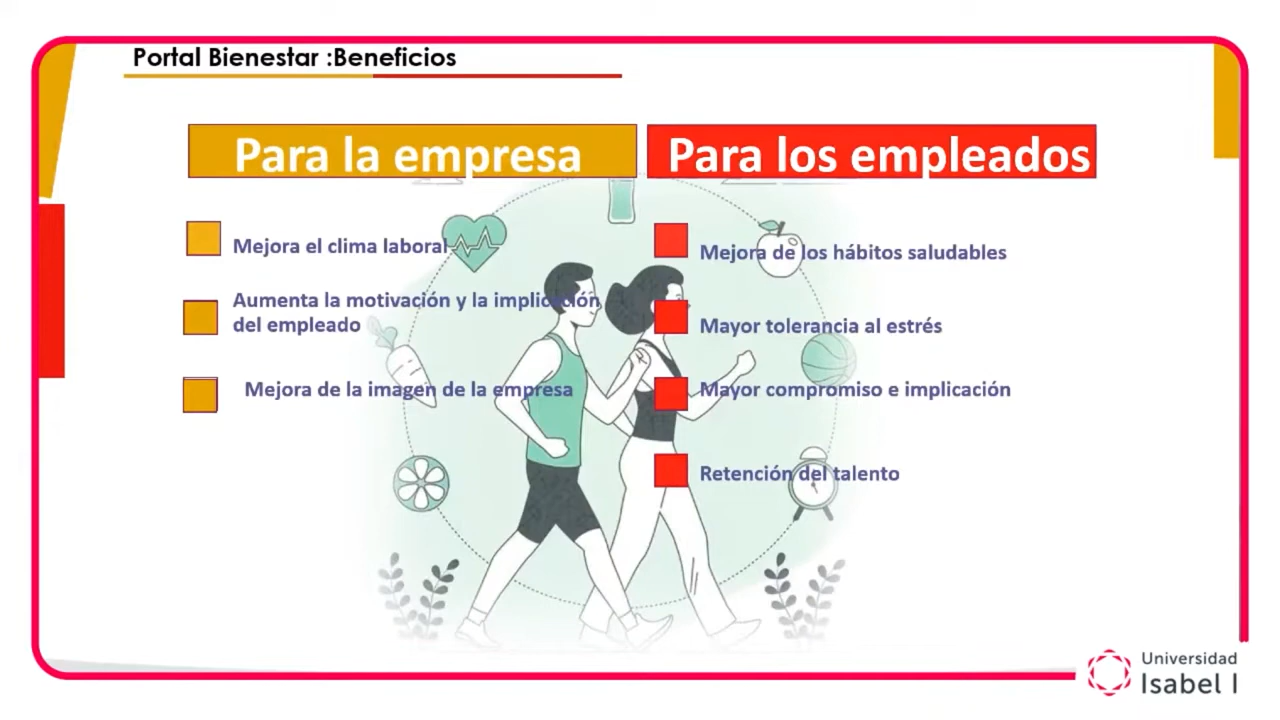 Portal Bienestar :Beneficios
Para la empresa
Mejora el clima laboral
Aumenta la motivación y la implicación
del empleado
Mejora de la imagen de la empresa
Para los empleados
Mejora de los hábitos saludables
Mayor tolerancia al estrés
Mayor compromiso e implicación
Retención del talento
Universidad
Isabel I